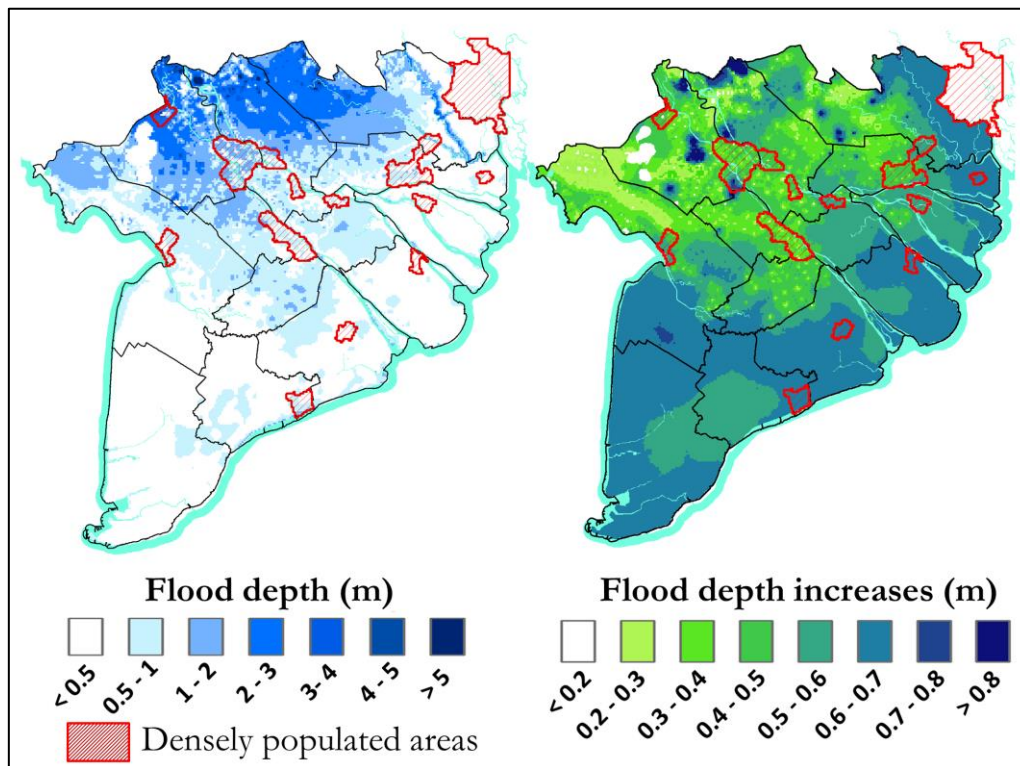 Flood depth (m)
< 0.5
0.5 - 1
1 - 2
2 - 3
3-4
4 - 5
> 5
Densely populated areas
Flood depth increases (m)
< 0.2
0.2 - 0.3
0.3 - 0.4
0.4 - 0.5
0.5 - 0.6
0.6 - 0.7
0.7 - 0.8
> 0.8